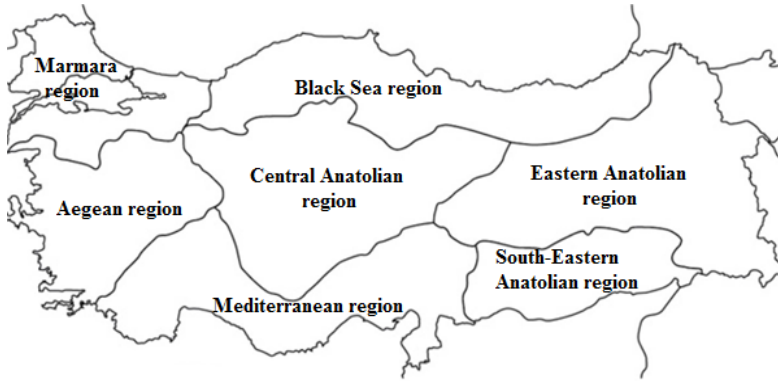 Marmara
region
Black Sea region
Central Anatolian
region
Eastern Anatolian
region
Aegean region
South-Eastern
Anatolian region
Mediterranean region